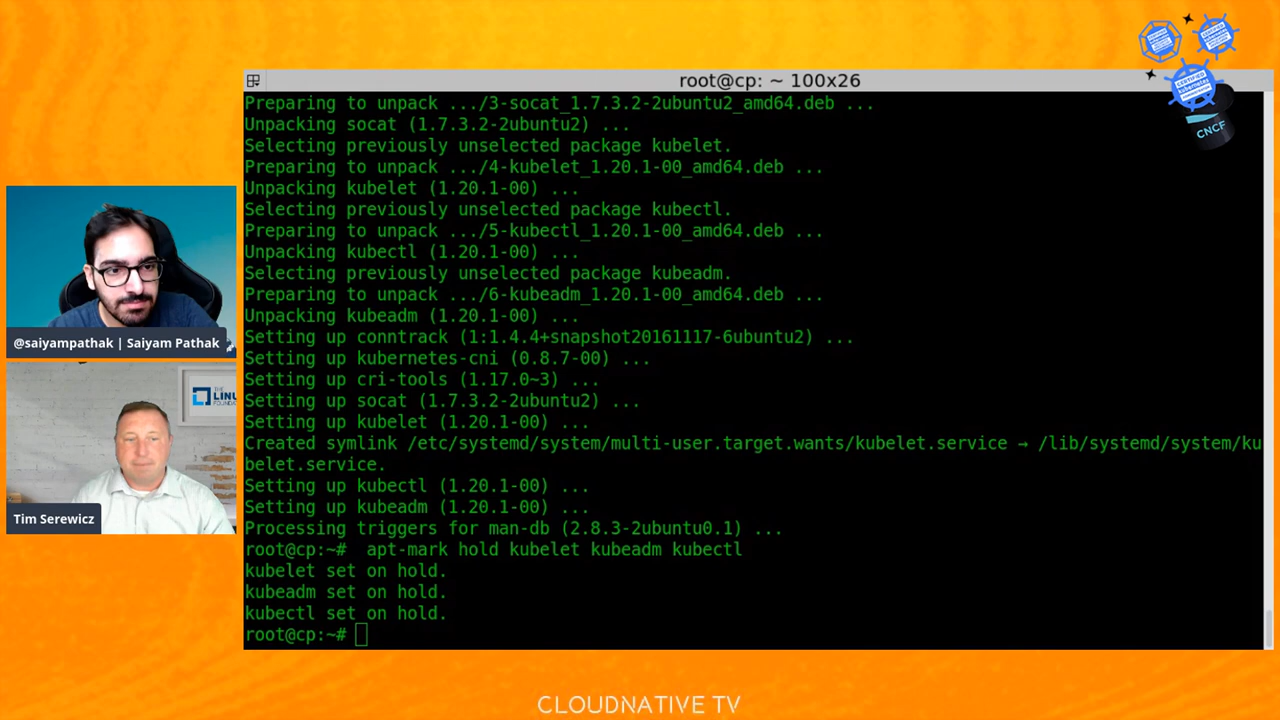 root@cp: ~ 100x26
Preparing to unpack .../3-socat_1.7.3.2-2ubuntu2_amd64.deb ...
Unpacking socat (1.7.3.2-2ubuntu2) ...
Selecting previously unselected package kubelet.
Preparing to unpack .../4-kubelet_1.20.1-00_amd64.deb ...
Unpacking kubelet (1.20.1-00) ...
Selecting previously unselected package kubectl.
Preparing to unpack .../5-kubectl_1.20.1-00_amd64.deb ...
Unpacking kubectl (1.20.1-00) ...
Selecting previously unselected package kubeadm.
Preparing to unpack .../6-kubeadm_1.20.1-00_amd64.deb ...
Unpacking kubeadm (1.20.1-00) ...
Setting up conntrack (1:1.4.4+snapshot20161117-6ubuntu2) ...
Setting up kubernetes-cni (0.8.7-00) ...
Setting up cri-tools (1.17.0~3) ...
Setting up socat (1.7.3.2-2ubuntu2) ...
Setting up kubelet (1.20.1-00) ...
Created symlink /etc/systemd/system/multi-user.target.wants/kubelet.service → /lib/systemd/system/ku
belet.service.
Setting up kubectl (1.20.1-00) ...
Setting up kubeadm (1.20.1-00) ...
Processing triggers for man-db (2.8.3-2ubuntu0.1) ...
root@cp:~#  apt-mark hold kubelet kubeadm kubectl
kubelet set on hold.
kubeadm set on hold.
kubectl set on hold.
root@cp:~#
@saiyampathak | Saiyam Pathak
THE
LINU
FOUNDA
Tim Serewicz
CERTIFIED
kubernetes
CNCF
CLOUDNATIVE TV